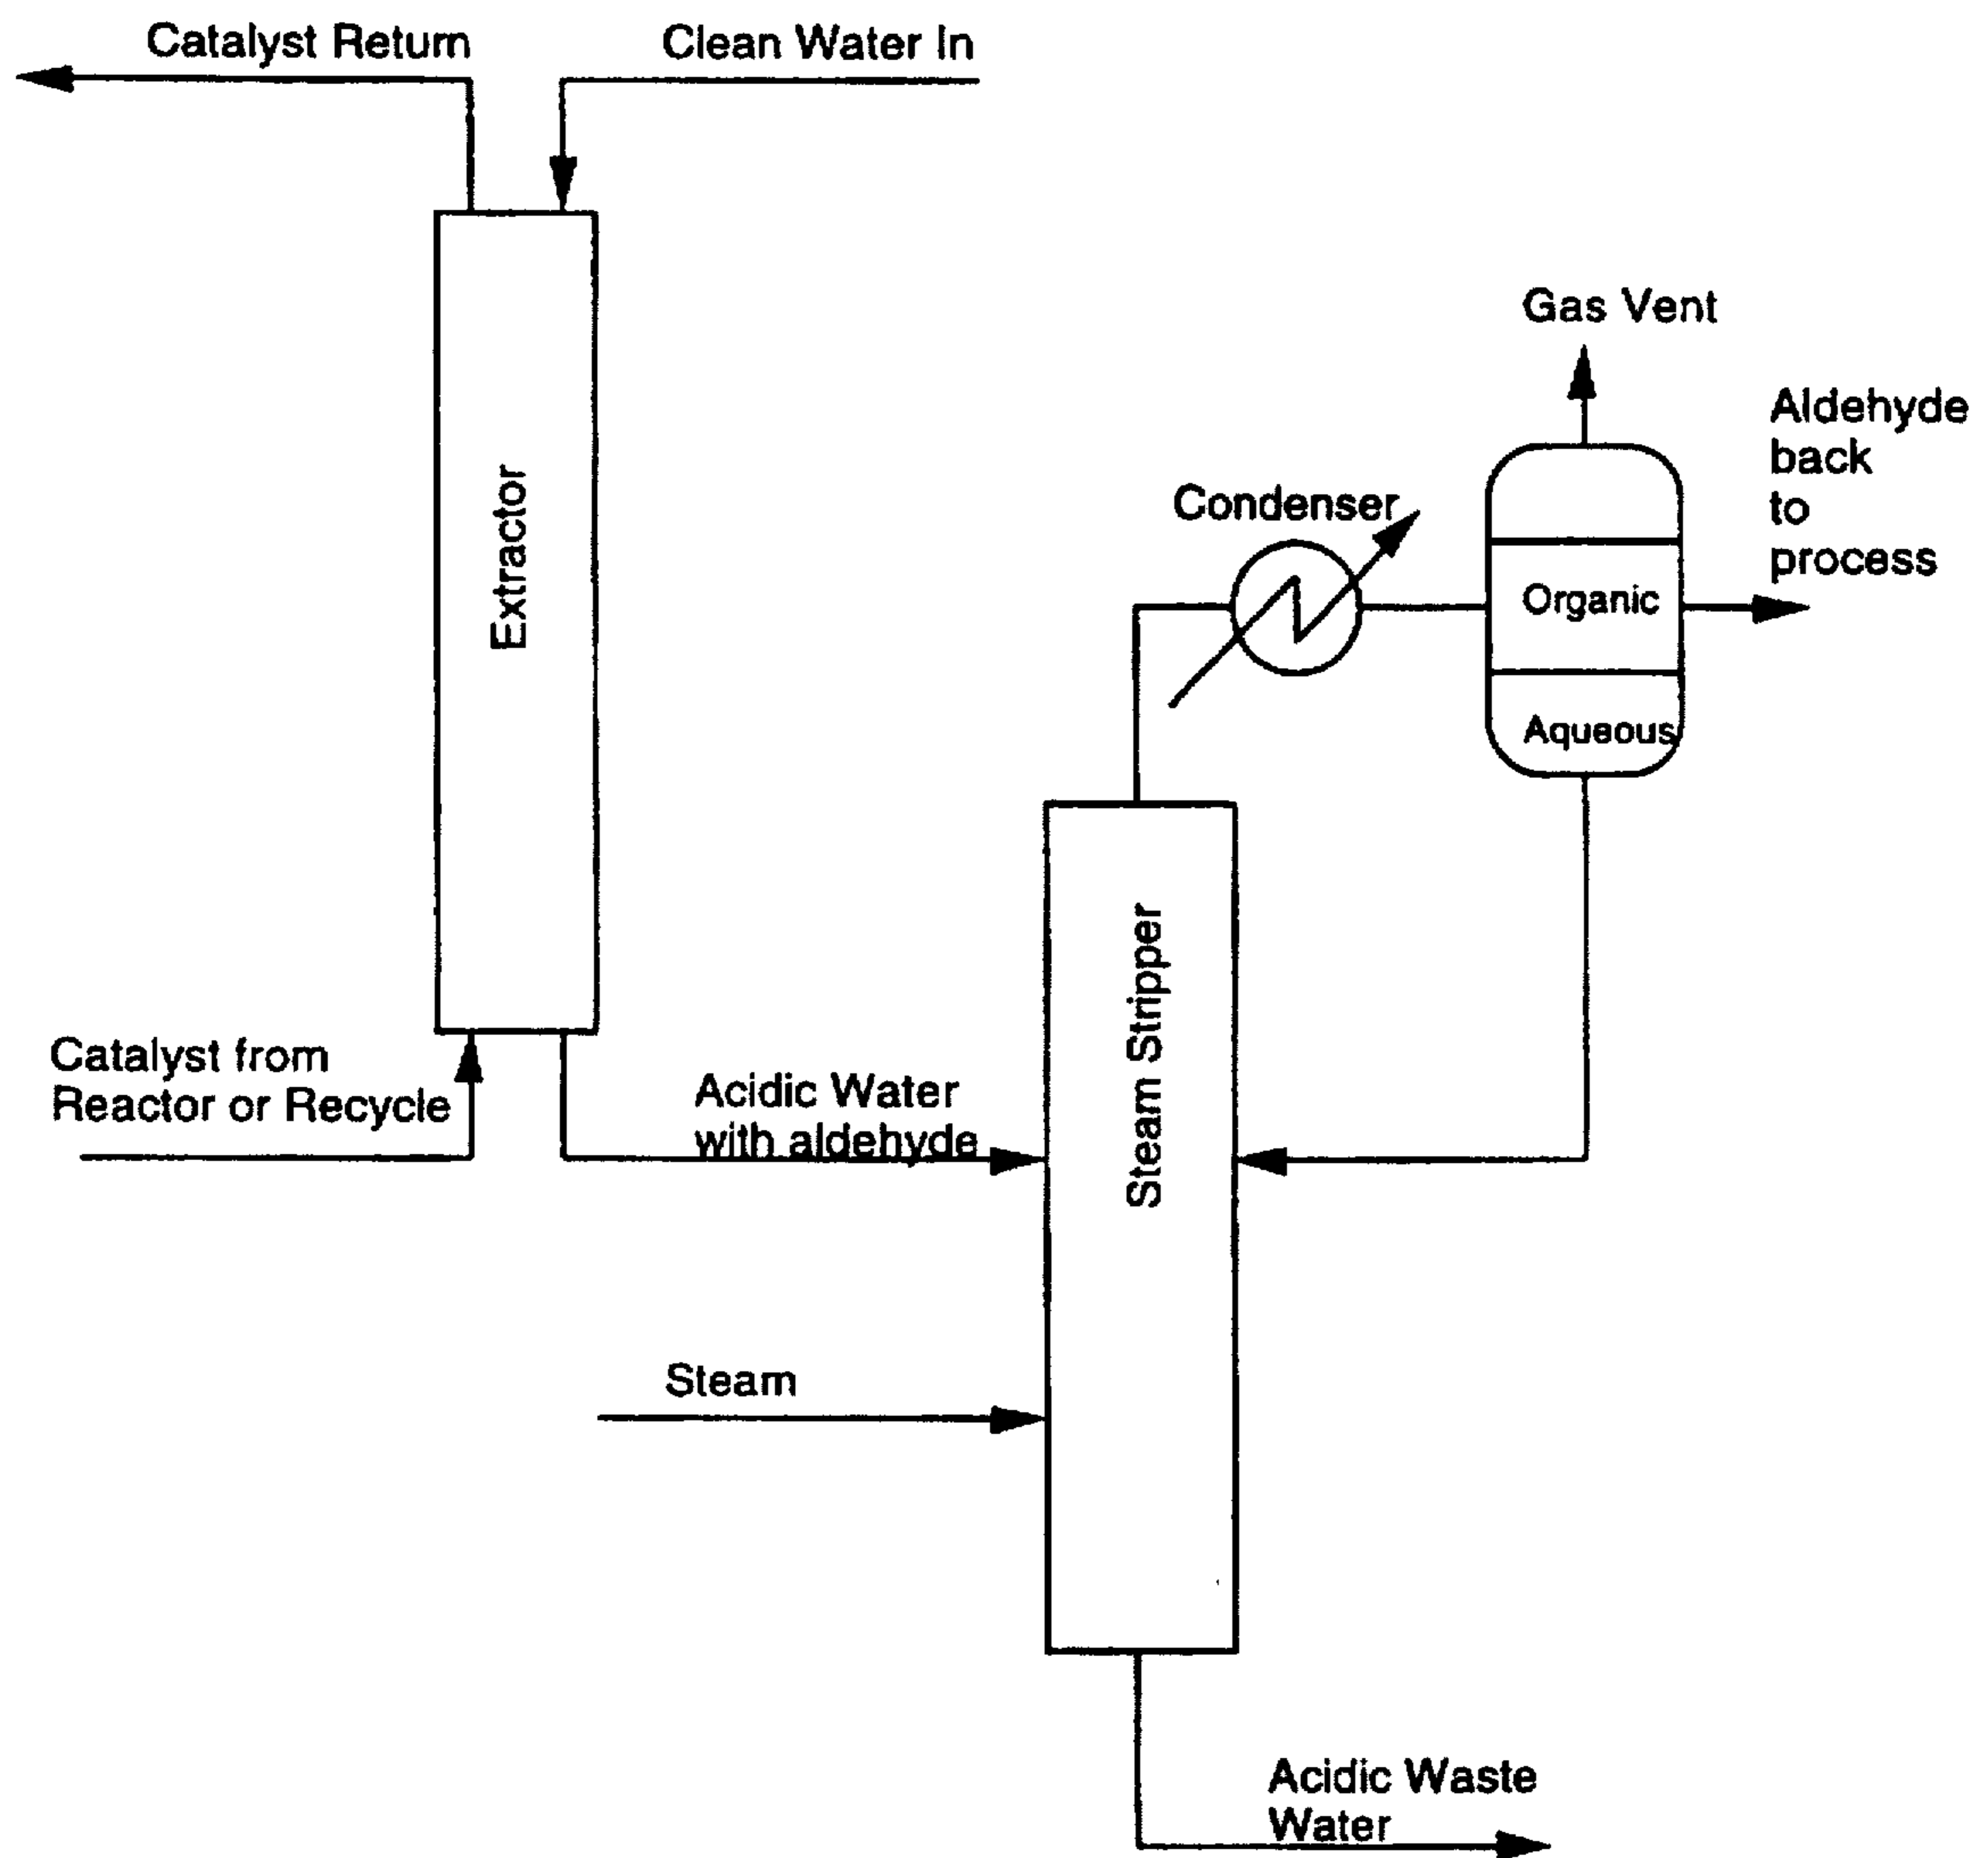 Catalyst Return
Clean Water In
Extractor
Gas Vent
Aldehyde
back
to
process
Condenser
Organic
Aqueous
Catalyst from
Reactor or Recycle
Acidic Water
with aldehyde
Steam Stripper
Steam
Acidic Waste
Water